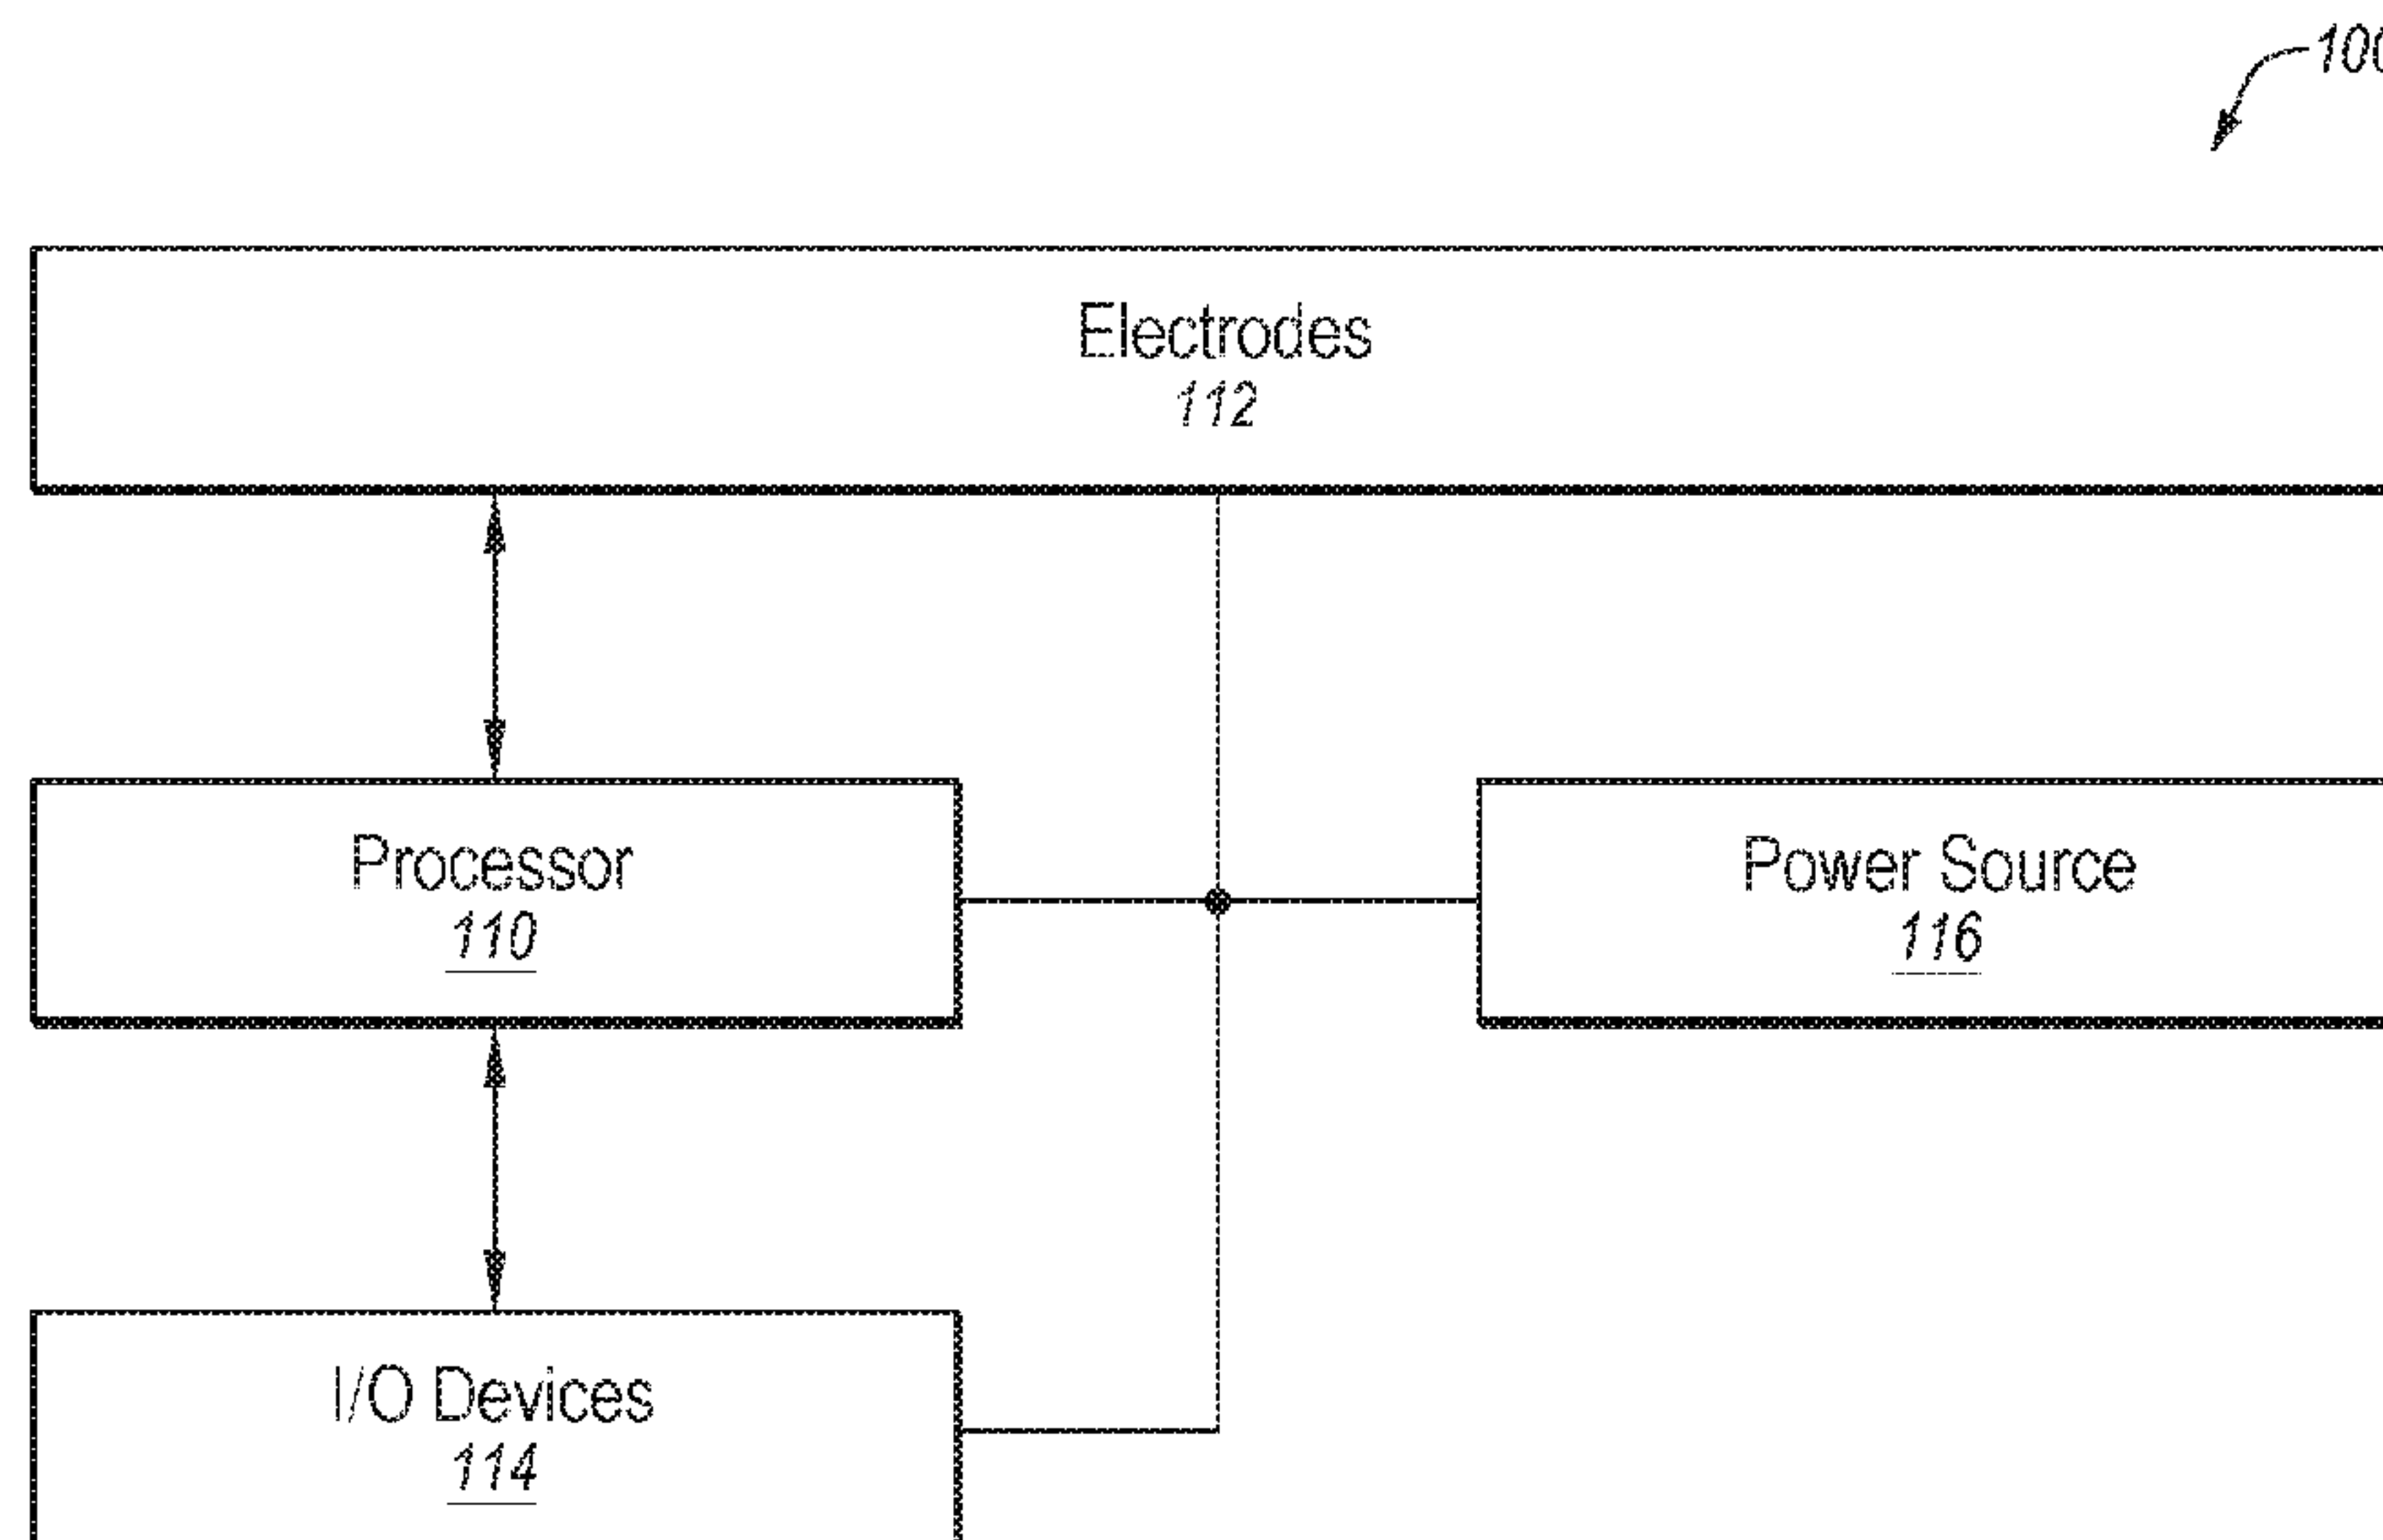 100
Electrodes
112
Processor
110
Power Source
116
I/O Devices
114